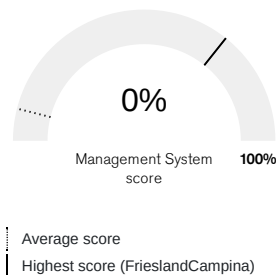 0%
Management System 100%
score
Average score
Highest score (FrieslandCampina)